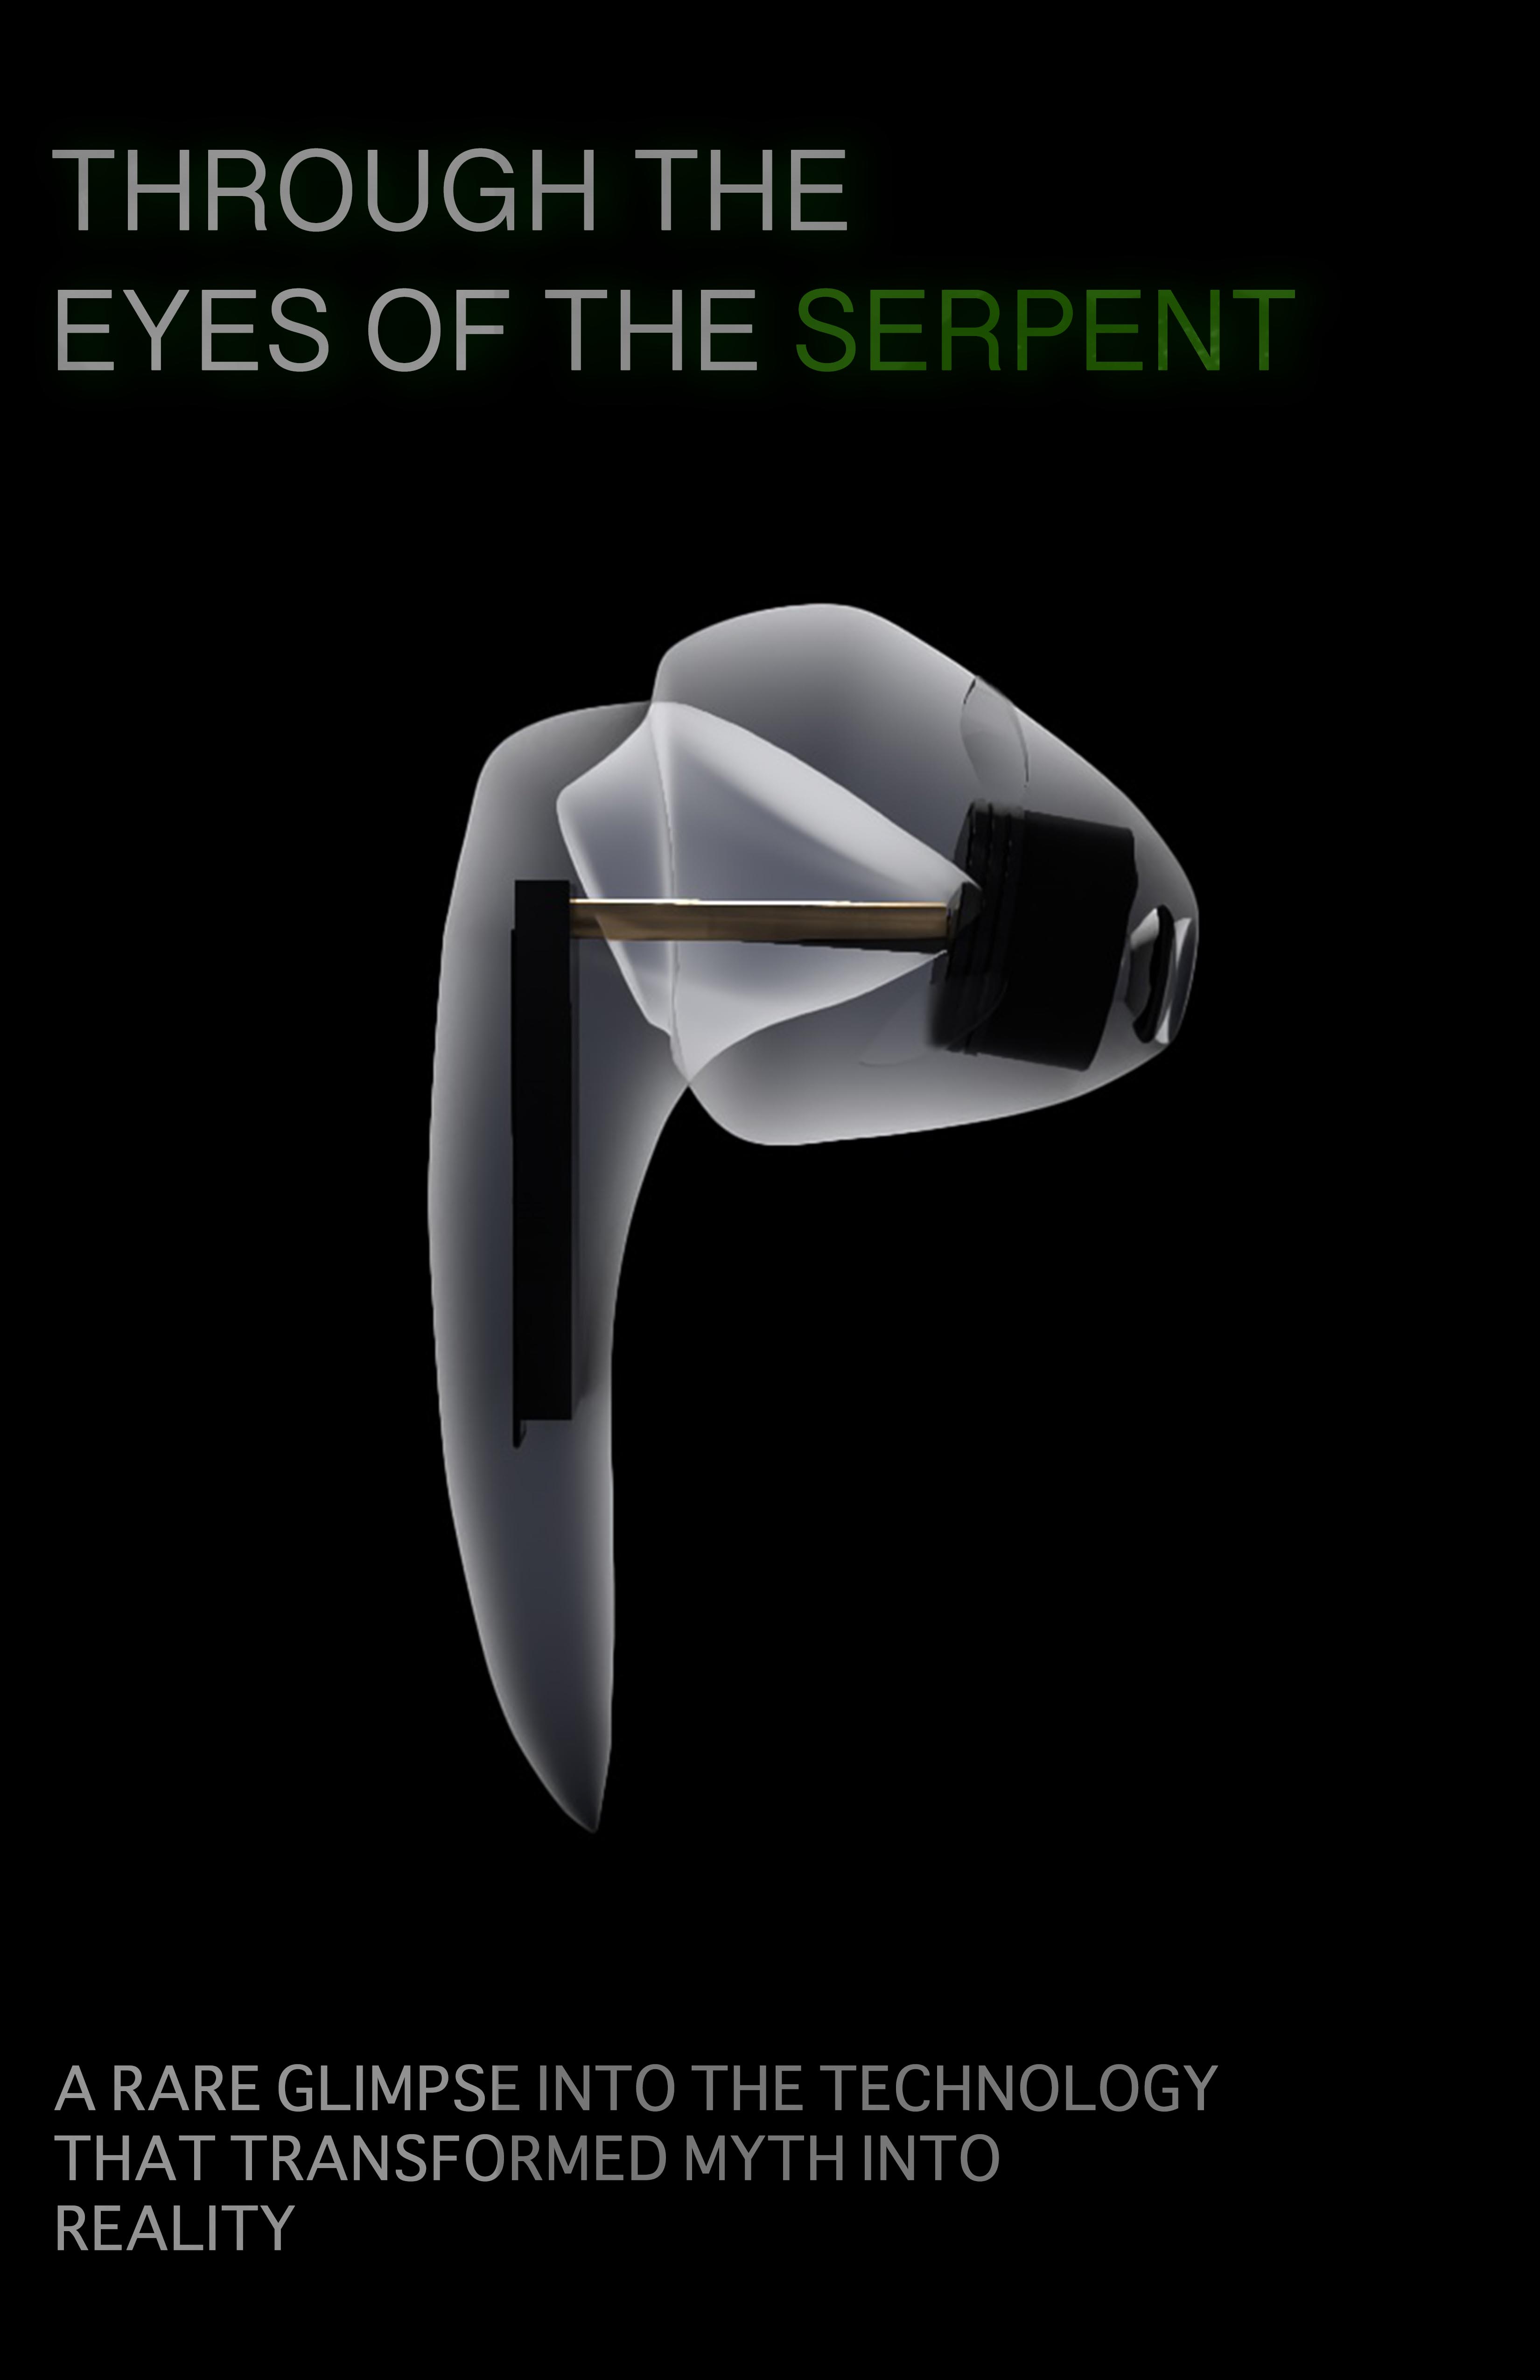 THROUGH THE
EYES OF THE SERPENT
A RARE GLIMPSE INTO THE TECHNOLOGY
THAT TRANSFORMED MYTH INTO
REALITY